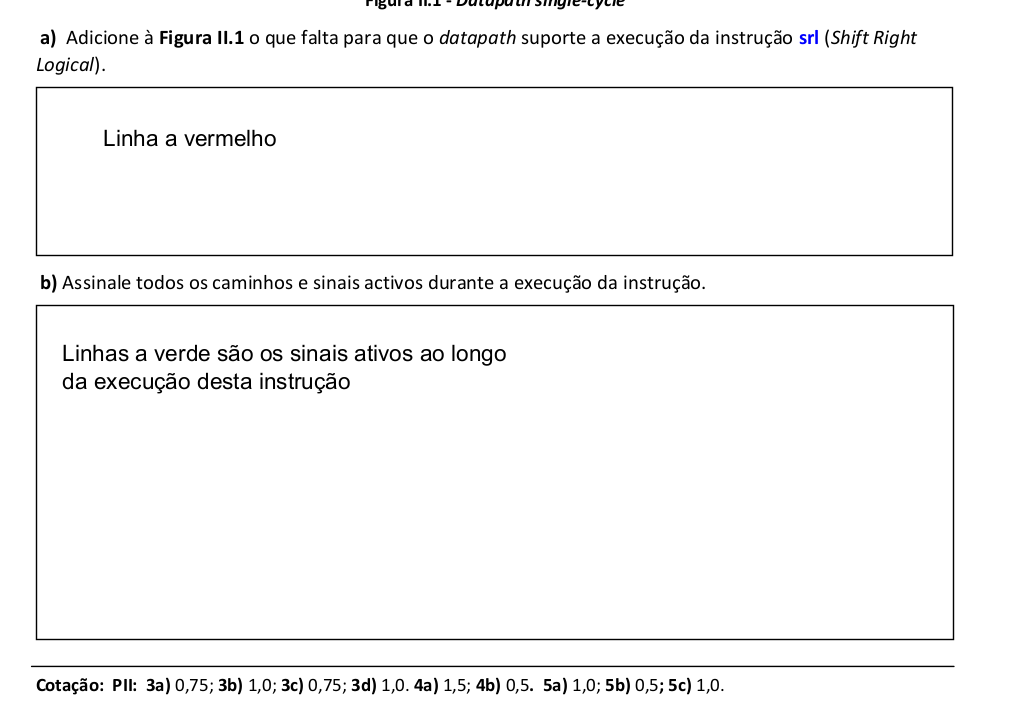 Figura II.1 - Datapath single-cycle
a) Adicione à Figura II.1 o que falta para que o datapath suporte a execução da instrução srl (Shift Right
Logical).
Linha a vermelho
b) Assinale todos os caminhos e sinais activos durante a execução da instrução.
Linhas a verde são os sinais ativos ao longo
da execução desta instrução
Cotação: PII: 3a) 0,75; 3b) 1,0; 3c) 0,75; 3d) 1,0. 4a) 1,5; 4b) 0,5. 5a) 1,0; 5b) 0,5; 5c) 1,0.